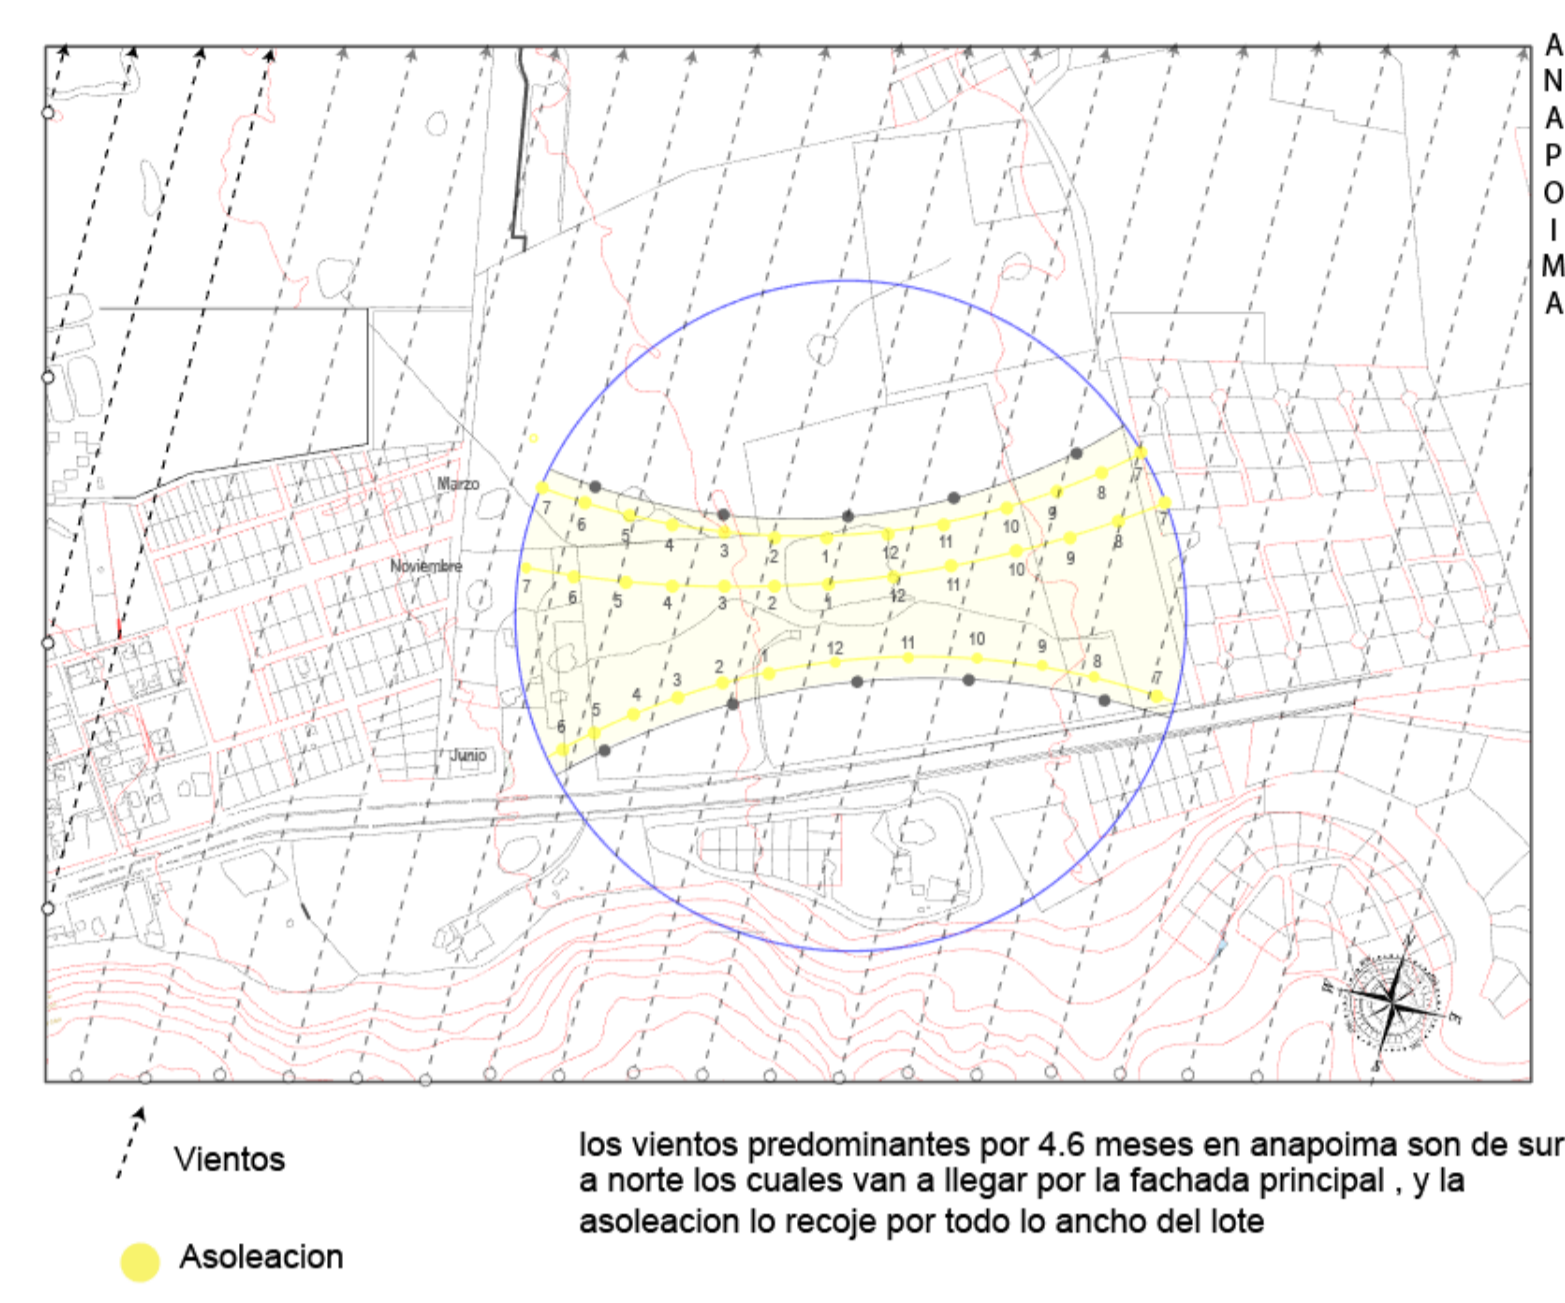 ANAPOIMA
Marzo
7 6 5 4 3 2 1 12 11 10 9 8 7
Noviembre
7 6 5 4 3 2 1 12 11 10 9 8 7
Junio
6 5 4 3 2 1 12 11 10 9 8 7
N
W
E
S
Vientos
Asoleacion
los vientos predominantes por 4.6 meses en anapoima son de sur
a norte los cuales van a llegar por la fachada principal , y la
asoleacion lo recoje por todo lo ancho del lote